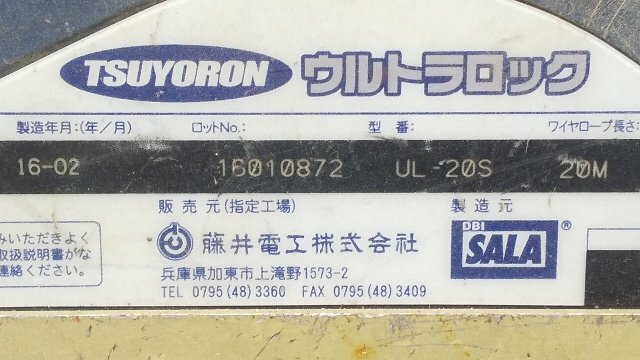 TSUYORON ウルトラロック
製造年月:(年/月) ロットNo.: 型 番: ワイヤロープ長さ:
16-02 16010872 UL-20S 20M
販売元(指定工場) 製造元
藤井電工株式会社 DBI SALA ®
兵庫県加東市上滝野1573-2
TEL 0795(48)3360 FAX 0795(48)3409
みいただきよく
取扱説明書がな
連絡ください。